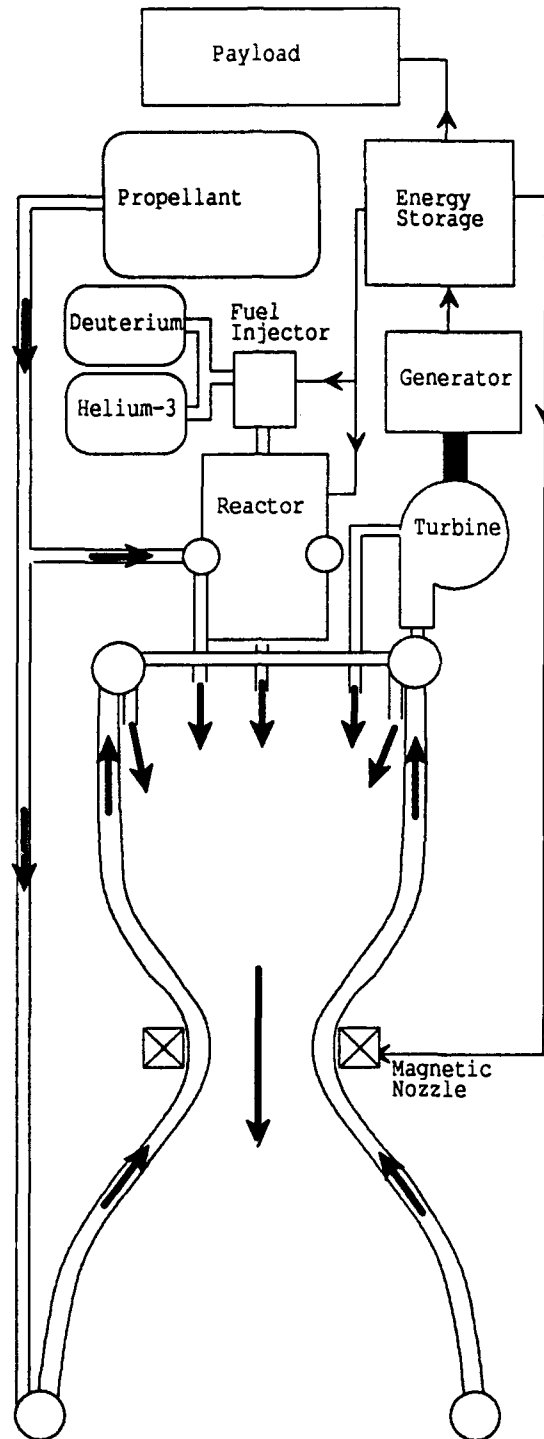 Payload
Propellant
Energy
Storage
Deuterium
Fuel
Injector
Helium-3
Generator
Reactor
Turbine
Magnetic
Nozzle